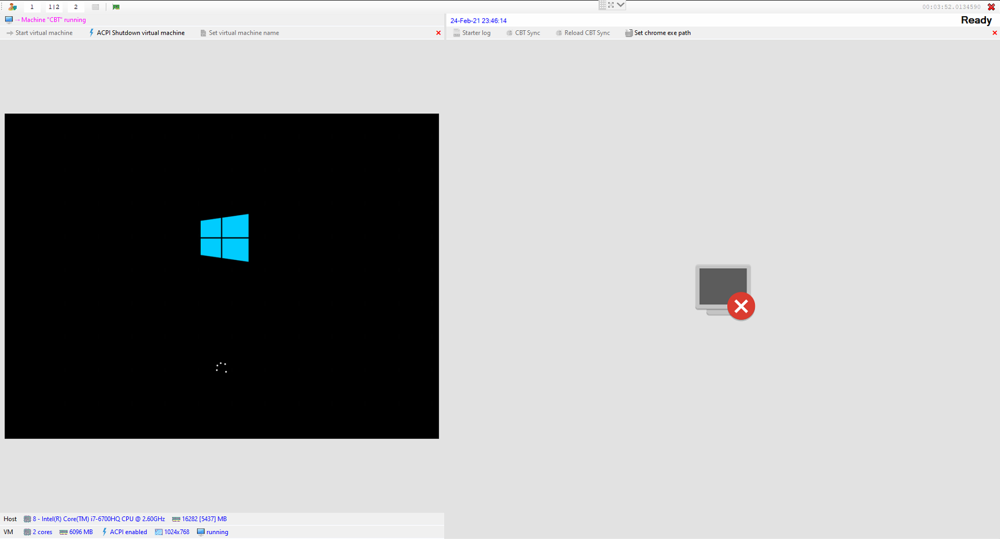 1 1|2 2 00:03:52.0134590
→ Machine "CBT" running
24-Feb-21 23:46:14 Ready
Start virtual machine ACPI Shutdown virtual machine Set virtual machine name
Starter log CBT Sync Reload CBT Sync Set chrome exe path
Host 8 - Intel(R) Core(TM) i7-6700HQ CPU @ 2.60GHz 16282 [5437] MB
VM 2 cores 6096 MB ACPI enabled 1024x768 running